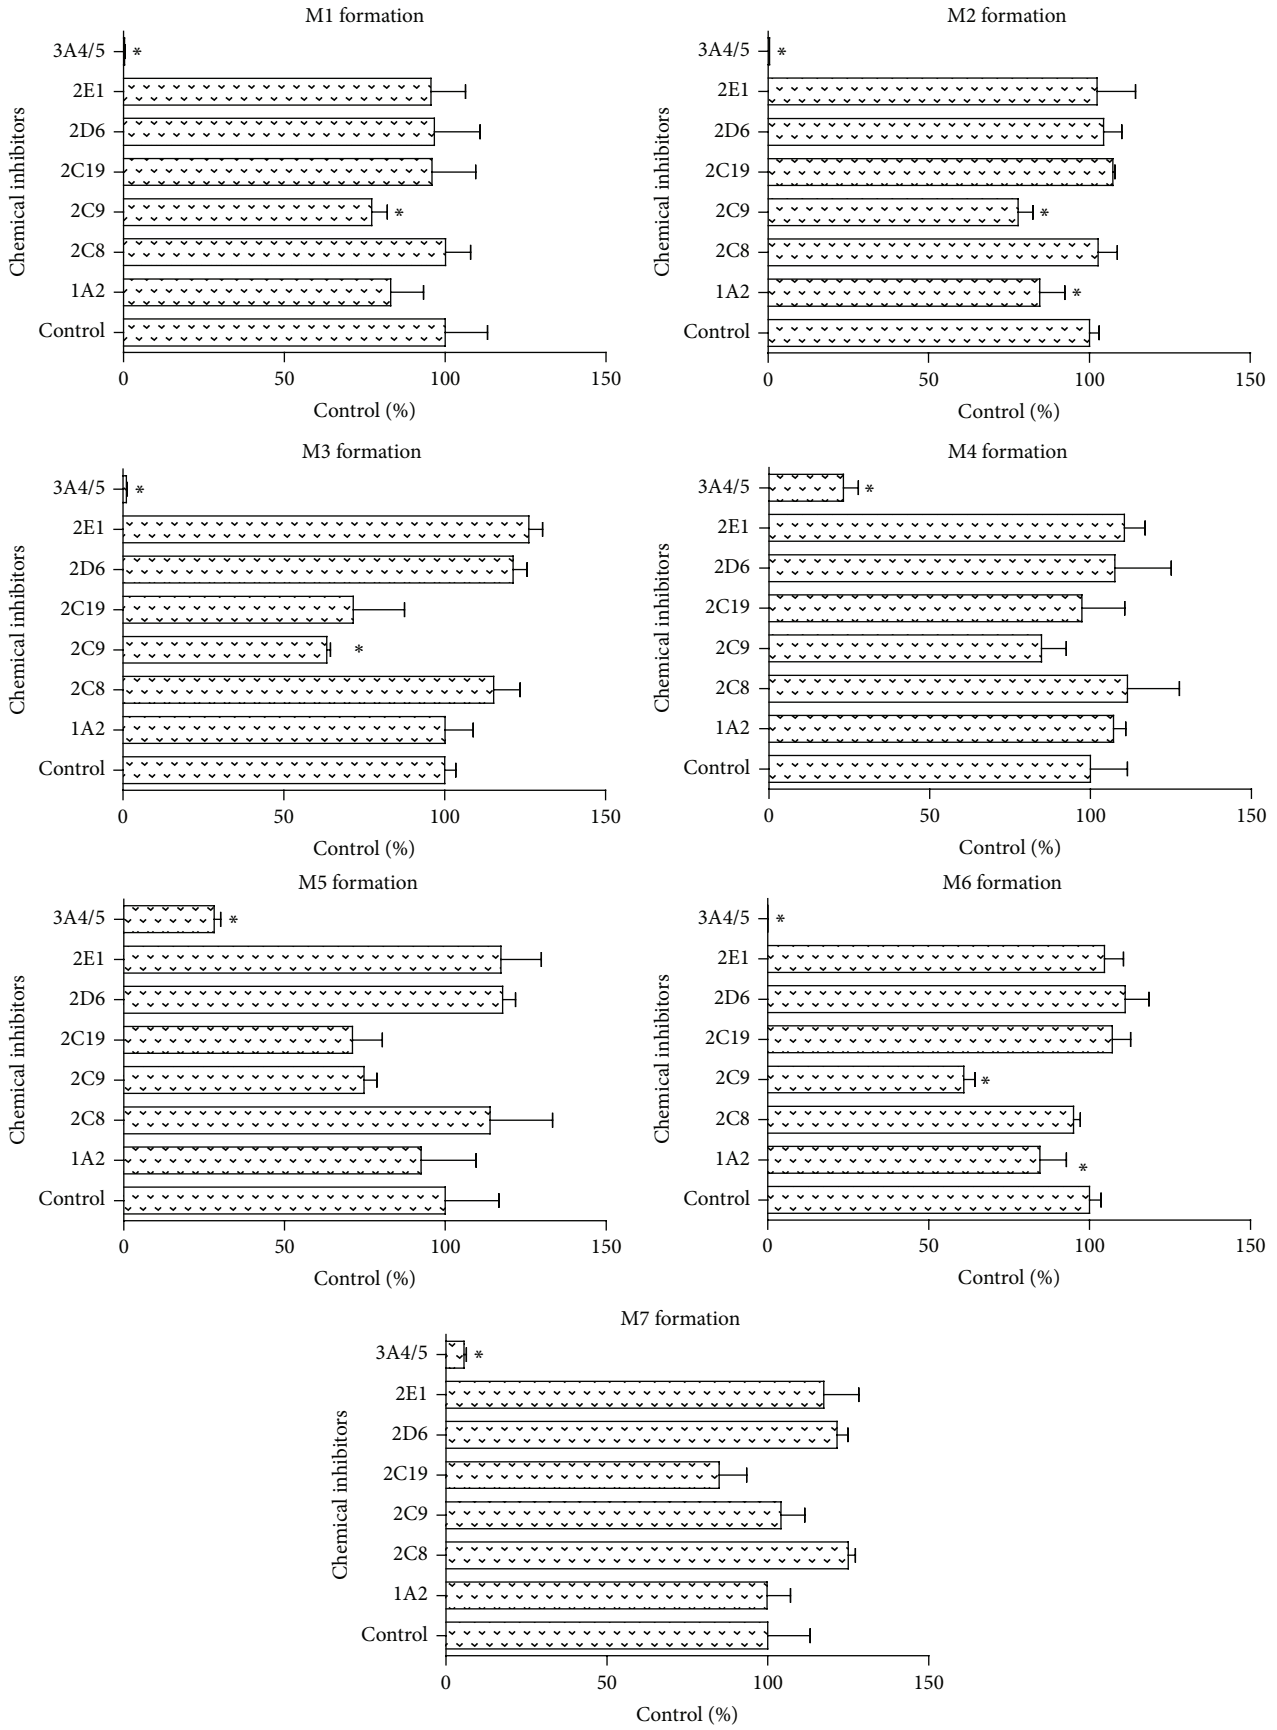 M1 formation
Chemical inhibitors
3A4/5 *
2E1
2D6
2C19
2C9 *
2C8
1A2
Control
0 50 100 150
Control (%)
M2 formation
Chemical inhibitors
3A4/5 *
2E1
2D6
2C19
2C9 *
2C8
1A2 *
Control
0 50 100 150
Control (%)
M3 formation
Chemical inhibitors
3A4/5 *
2E1
2D6
2C19
2C9 *
2C8
1A2
Control
0 50 100 150
Control (%)
M4 formation
Chemical inhibitors
3A4/5 *
2E1
2D6
2C19
2C9
2C8
1A2
Control
0 50 100 150
Control (%)
M5 formation
Chemical inhibitors
3A4/5 *
2E1
2D6
2C19
2C9
2C8
1A2
Control
0 50 100 150
Control (%)
M6 formation
Chemical inhibitors
3A4/5 *
2E1
2D6
2C19
2C9 *
2C8
1A2 *
Control
0 50 100 150
Control (%)
M7 formation
Chemical inhibitors
3A4/5 *
2E1
2D6
2C19
2C9
2C8
1A2
Control
0 50 100 150
Control (%)